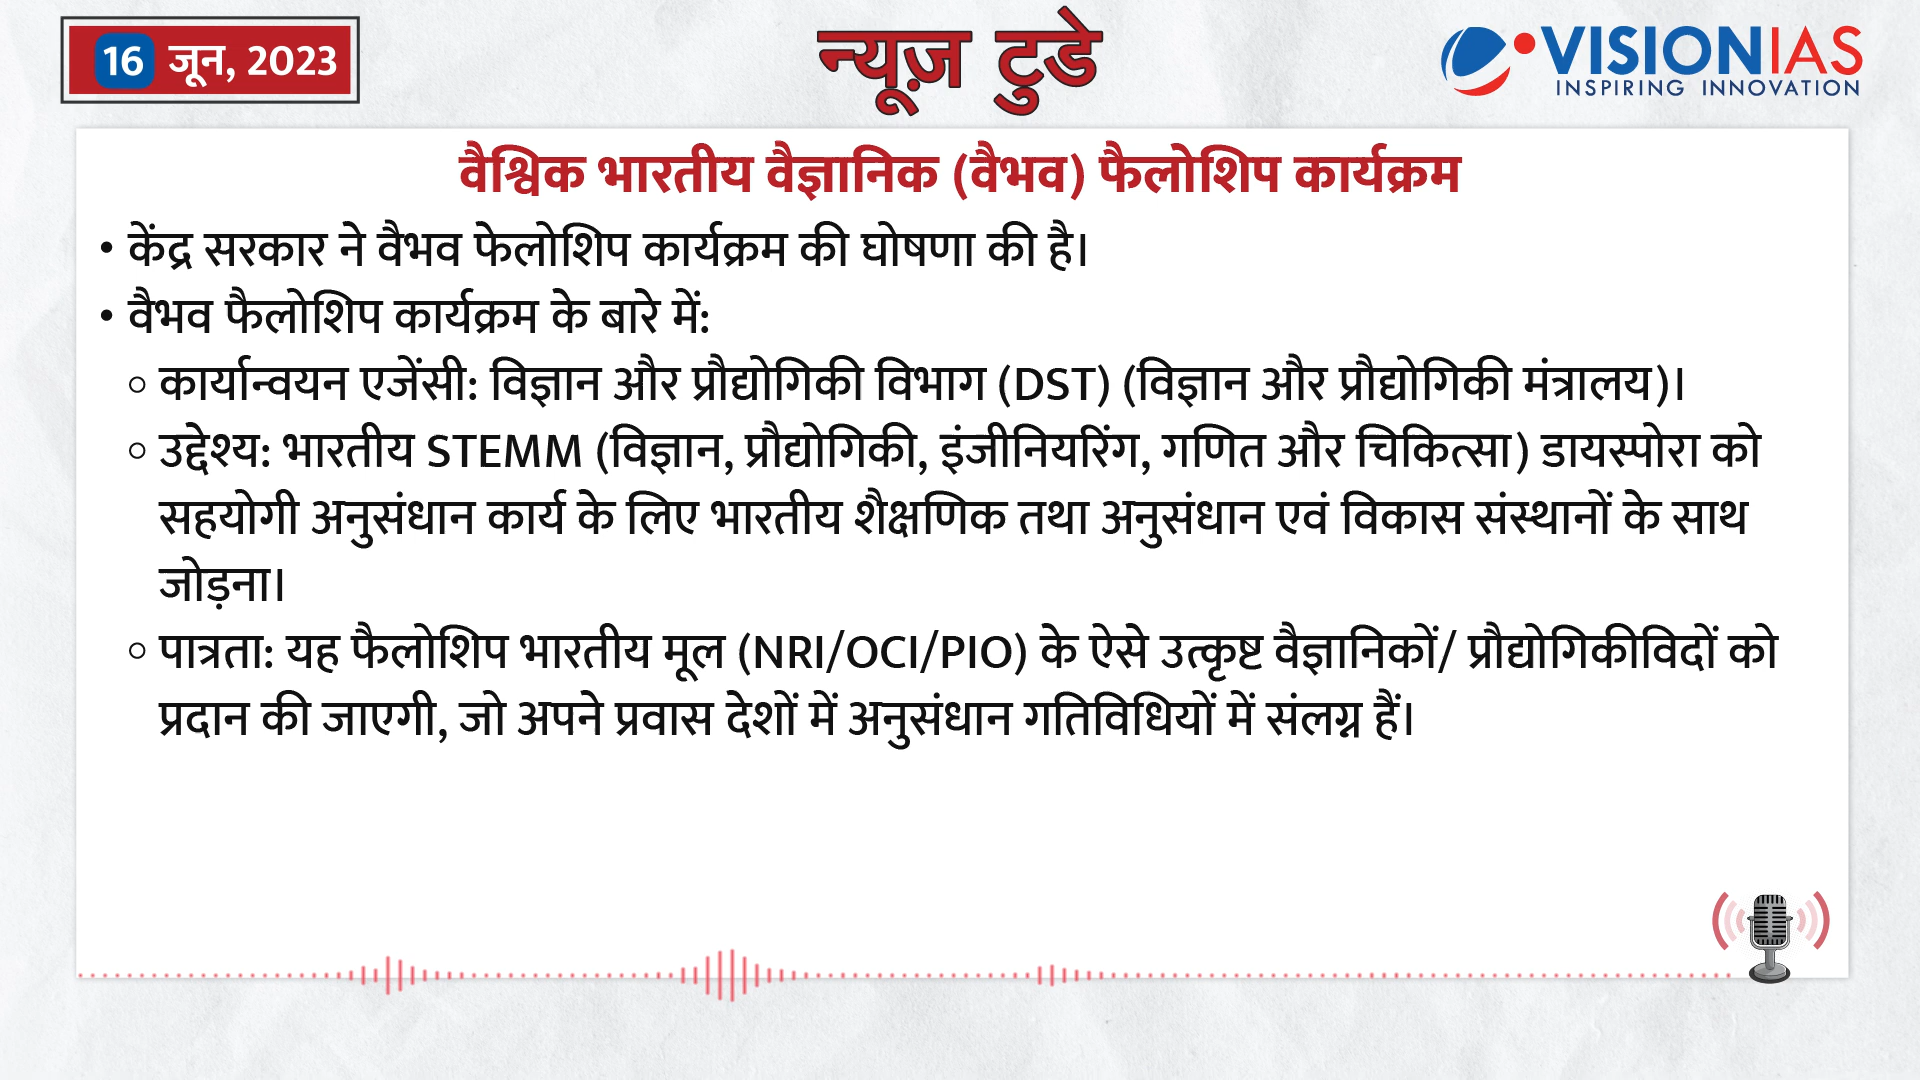 16 जून, 2023
न्यूज़ टुडे
VISIONIAS
INSPIRING INNOVATION
वैश्विक भारतीय वैज्ञानिक (वैभव) फैलोशिप कार्यक्रम
• केंद्र सरकार ने वैभव फेलोशिप कार्यक्रम की घोषणा की है।
• वैभव फैलोशिप कार्यक्रम के बारे में:
○ कार्यान्वयन एजेंसी: विज्ञान और प्रौद्योगिकी विभाग (DST) (विज्ञान और प्रौद्योगिकी मंत्रालय)।
○ उद्देश्य: भारतीय STEMM (विज्ञान, प्रौद्योगिकी, इंजीनियरिंग, गणित और चिकित्सा) डायस्पोरा को
सहयोगी अनुसंधान कार्य के लिए भारतीय शैक्षणिक तथा अनुसंधान एवं विकास संस्थानों के साथ
जोड़ना।
○ पात्रता: यह फैलोशिप भारतीय मूल (NRI/OCI/PIO) के ऐसे उत्कृष्ट वैज्ञानिकों/ प्रौद्योगिकीविदों को
प्रदान की जाएगी, जो अपने प्रवास देशों में अनुसंधान गतिविधियों में संलग्न हैं।